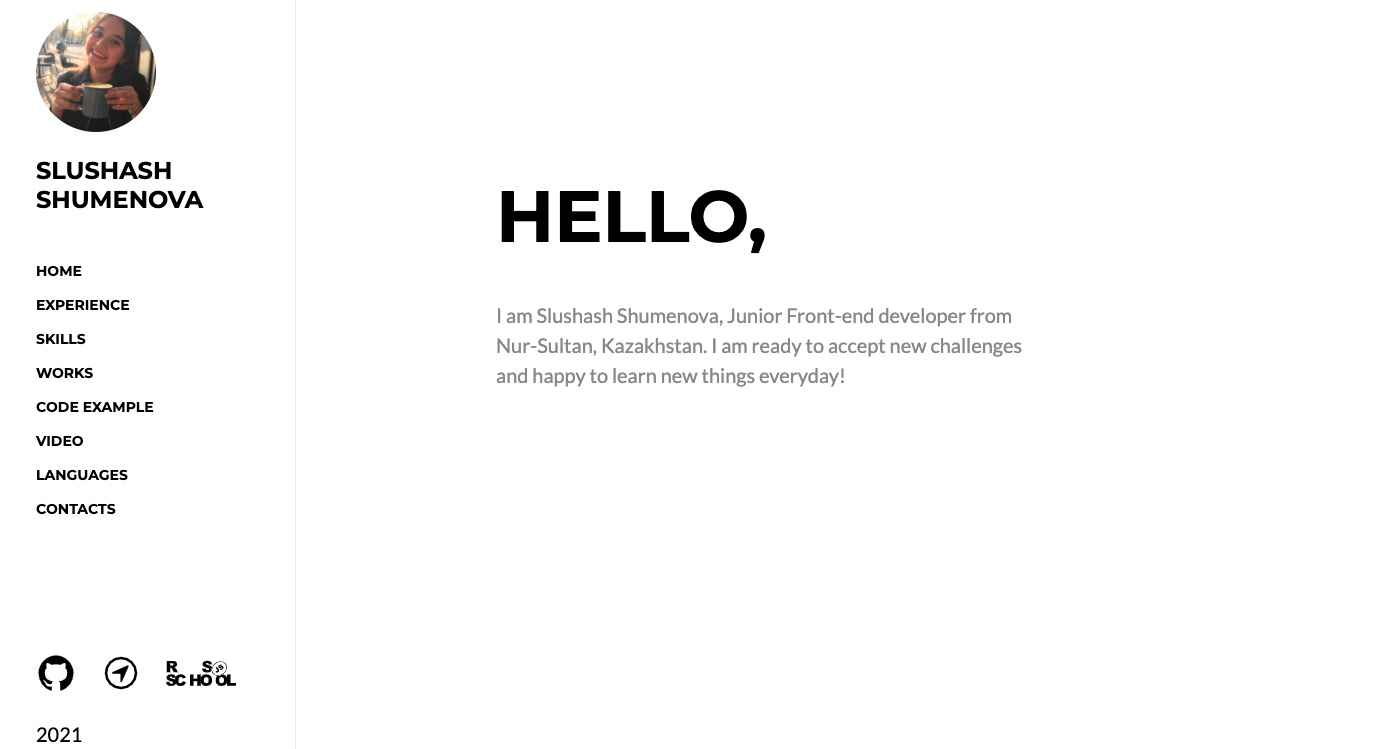 SLUSHASH
SHUMENOVA
HOME
EXPERIENCE
SKILLS
WORKS
CODE EXAMPLE
VIDEO
LANGUAGES
CONTACTS
R S
SCHOOL
2021
HELLO,
I am Slushash Shumenova, Junior Front-end developer from
Nur-Sultan, Kazakhstan. I am ready to accept new challenges
and happy to learn new things everyday!